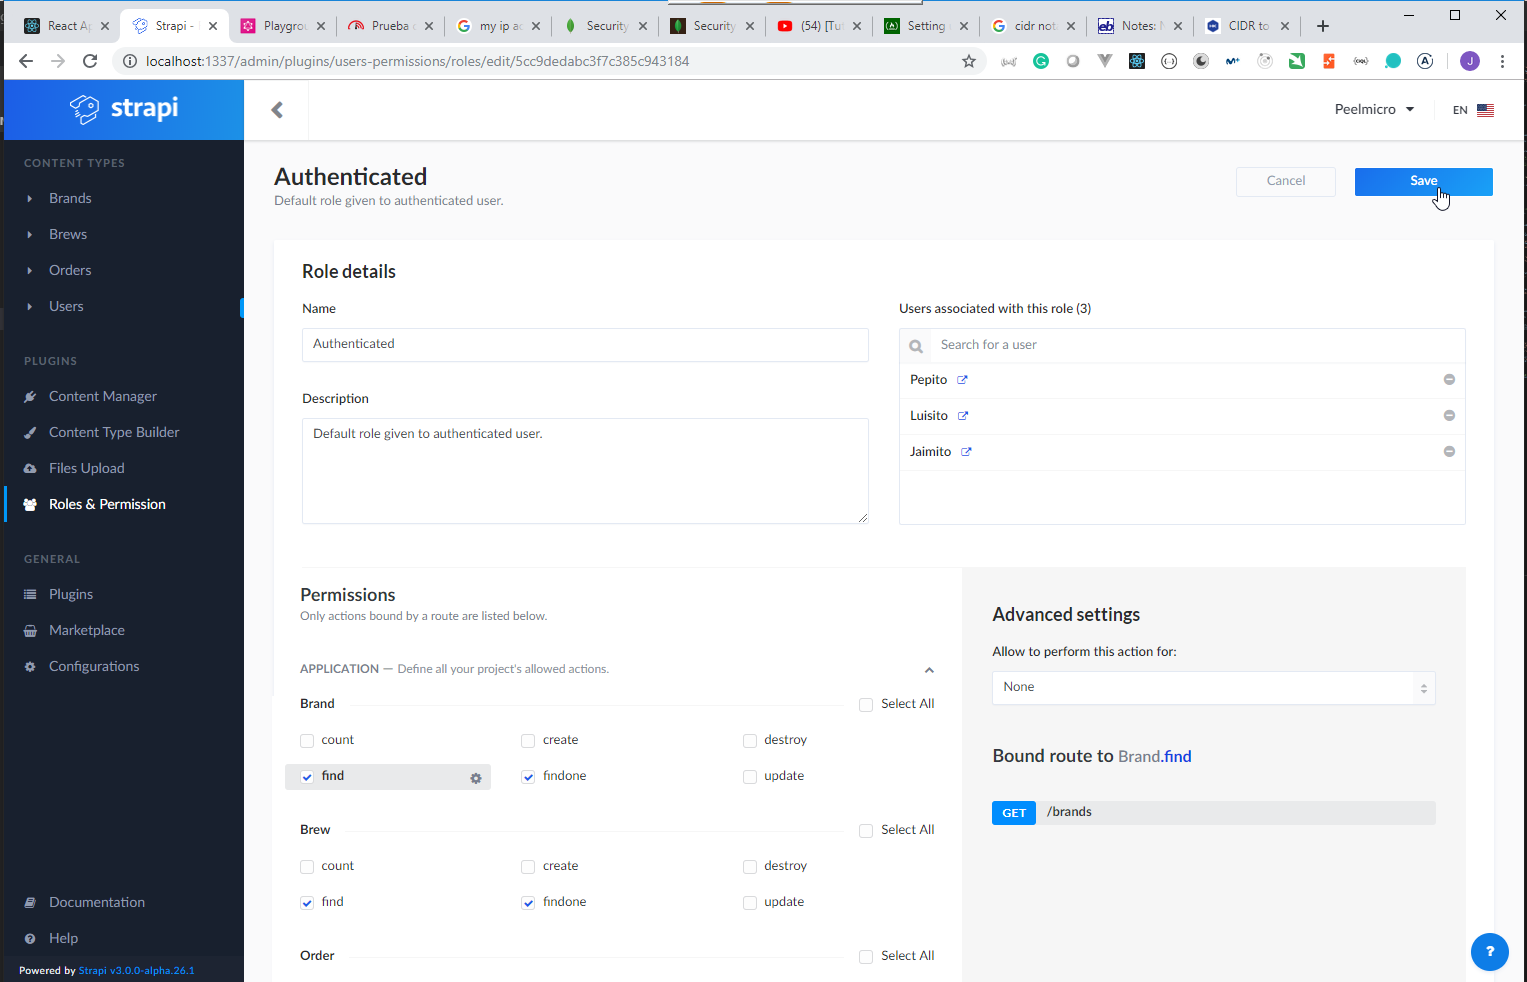 React Ap
Strapi -
Playgrou
Prueba
my ip ac
Security
Security
(54) [Tut
Setting
cidr not
Notes: N
CIDR to
localhost:1337/admin/plugins/users-permissions/roles/edit/5cc9dedabc3f7c385c943184
strapi
Peelmicro
EN
CONTENT TYPES
Brands
Brews
Orders
Users
PLUGINS
Content Manager
Content Type Builder
Files Upload
Roles & Permission
GENERAL
Plugins
Marketplace
Configurations
Documentation
Help
Powered by Strapi v3.0.0-alpha.26.1
Authenticated
Default role given to authenticated user.
Cancel
Save
Role details
Name
Authenticated
Description
Default role given to authenticated user.
Users associated with this role (3)
Search for a user
Pepito
Luisito
Jaimito
Permissions
Only actions bound by a route are listed below.
APPLICATION — Define all your project's allowed actions.
Brand
Select All
count
create
destroy
find
findone
update
Brew
Select All
count
create
destroy
find
findone
update
Order
Select All
Advanced settings
Allow to perform this action for:
None
Bound route to Brand.find
GET
/brands
?